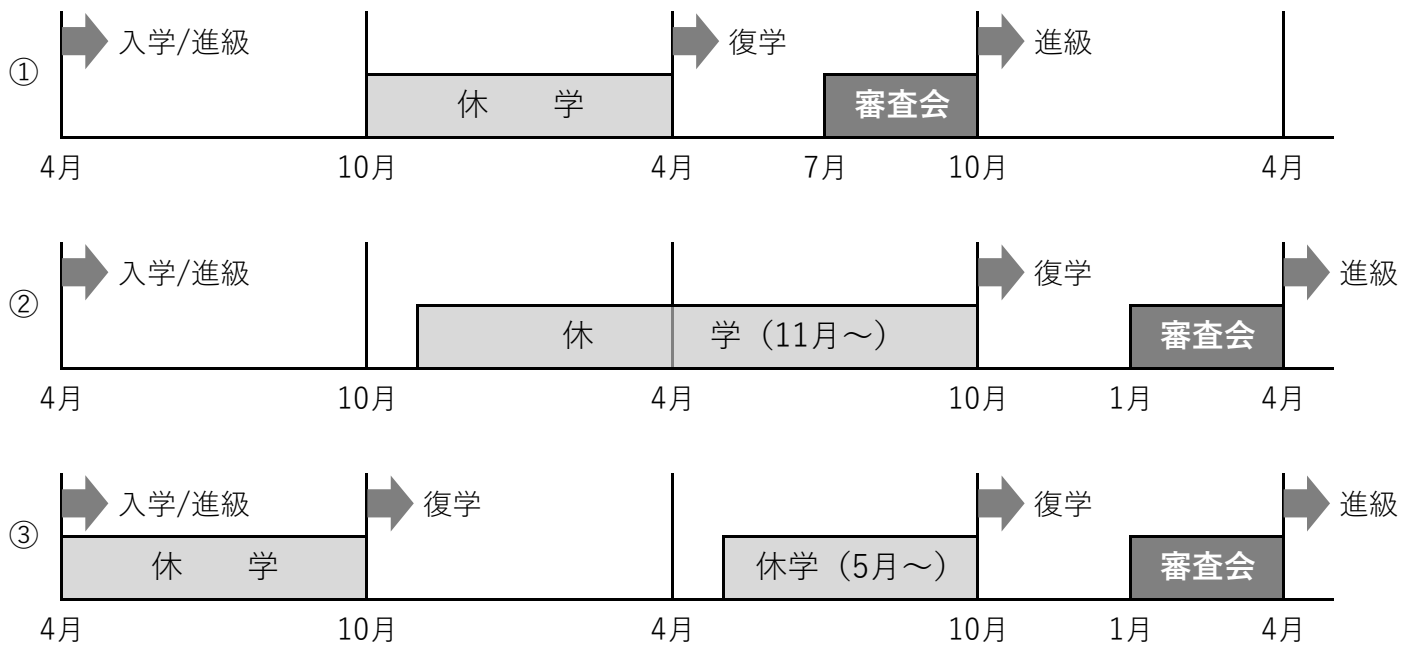 入学/進級 復学 進級
①
休 学 審査会
4月 10月 4月 7月 10月 4月
入学/進級 復学 進級
②
休 学（11月～） 審査会
4月 10月 4月 10月 1月 4月
入学/進級 復学 復学 進級
③
休 学 休学（5月～） 審査会
4月 10月 4月 10月 1月 4月